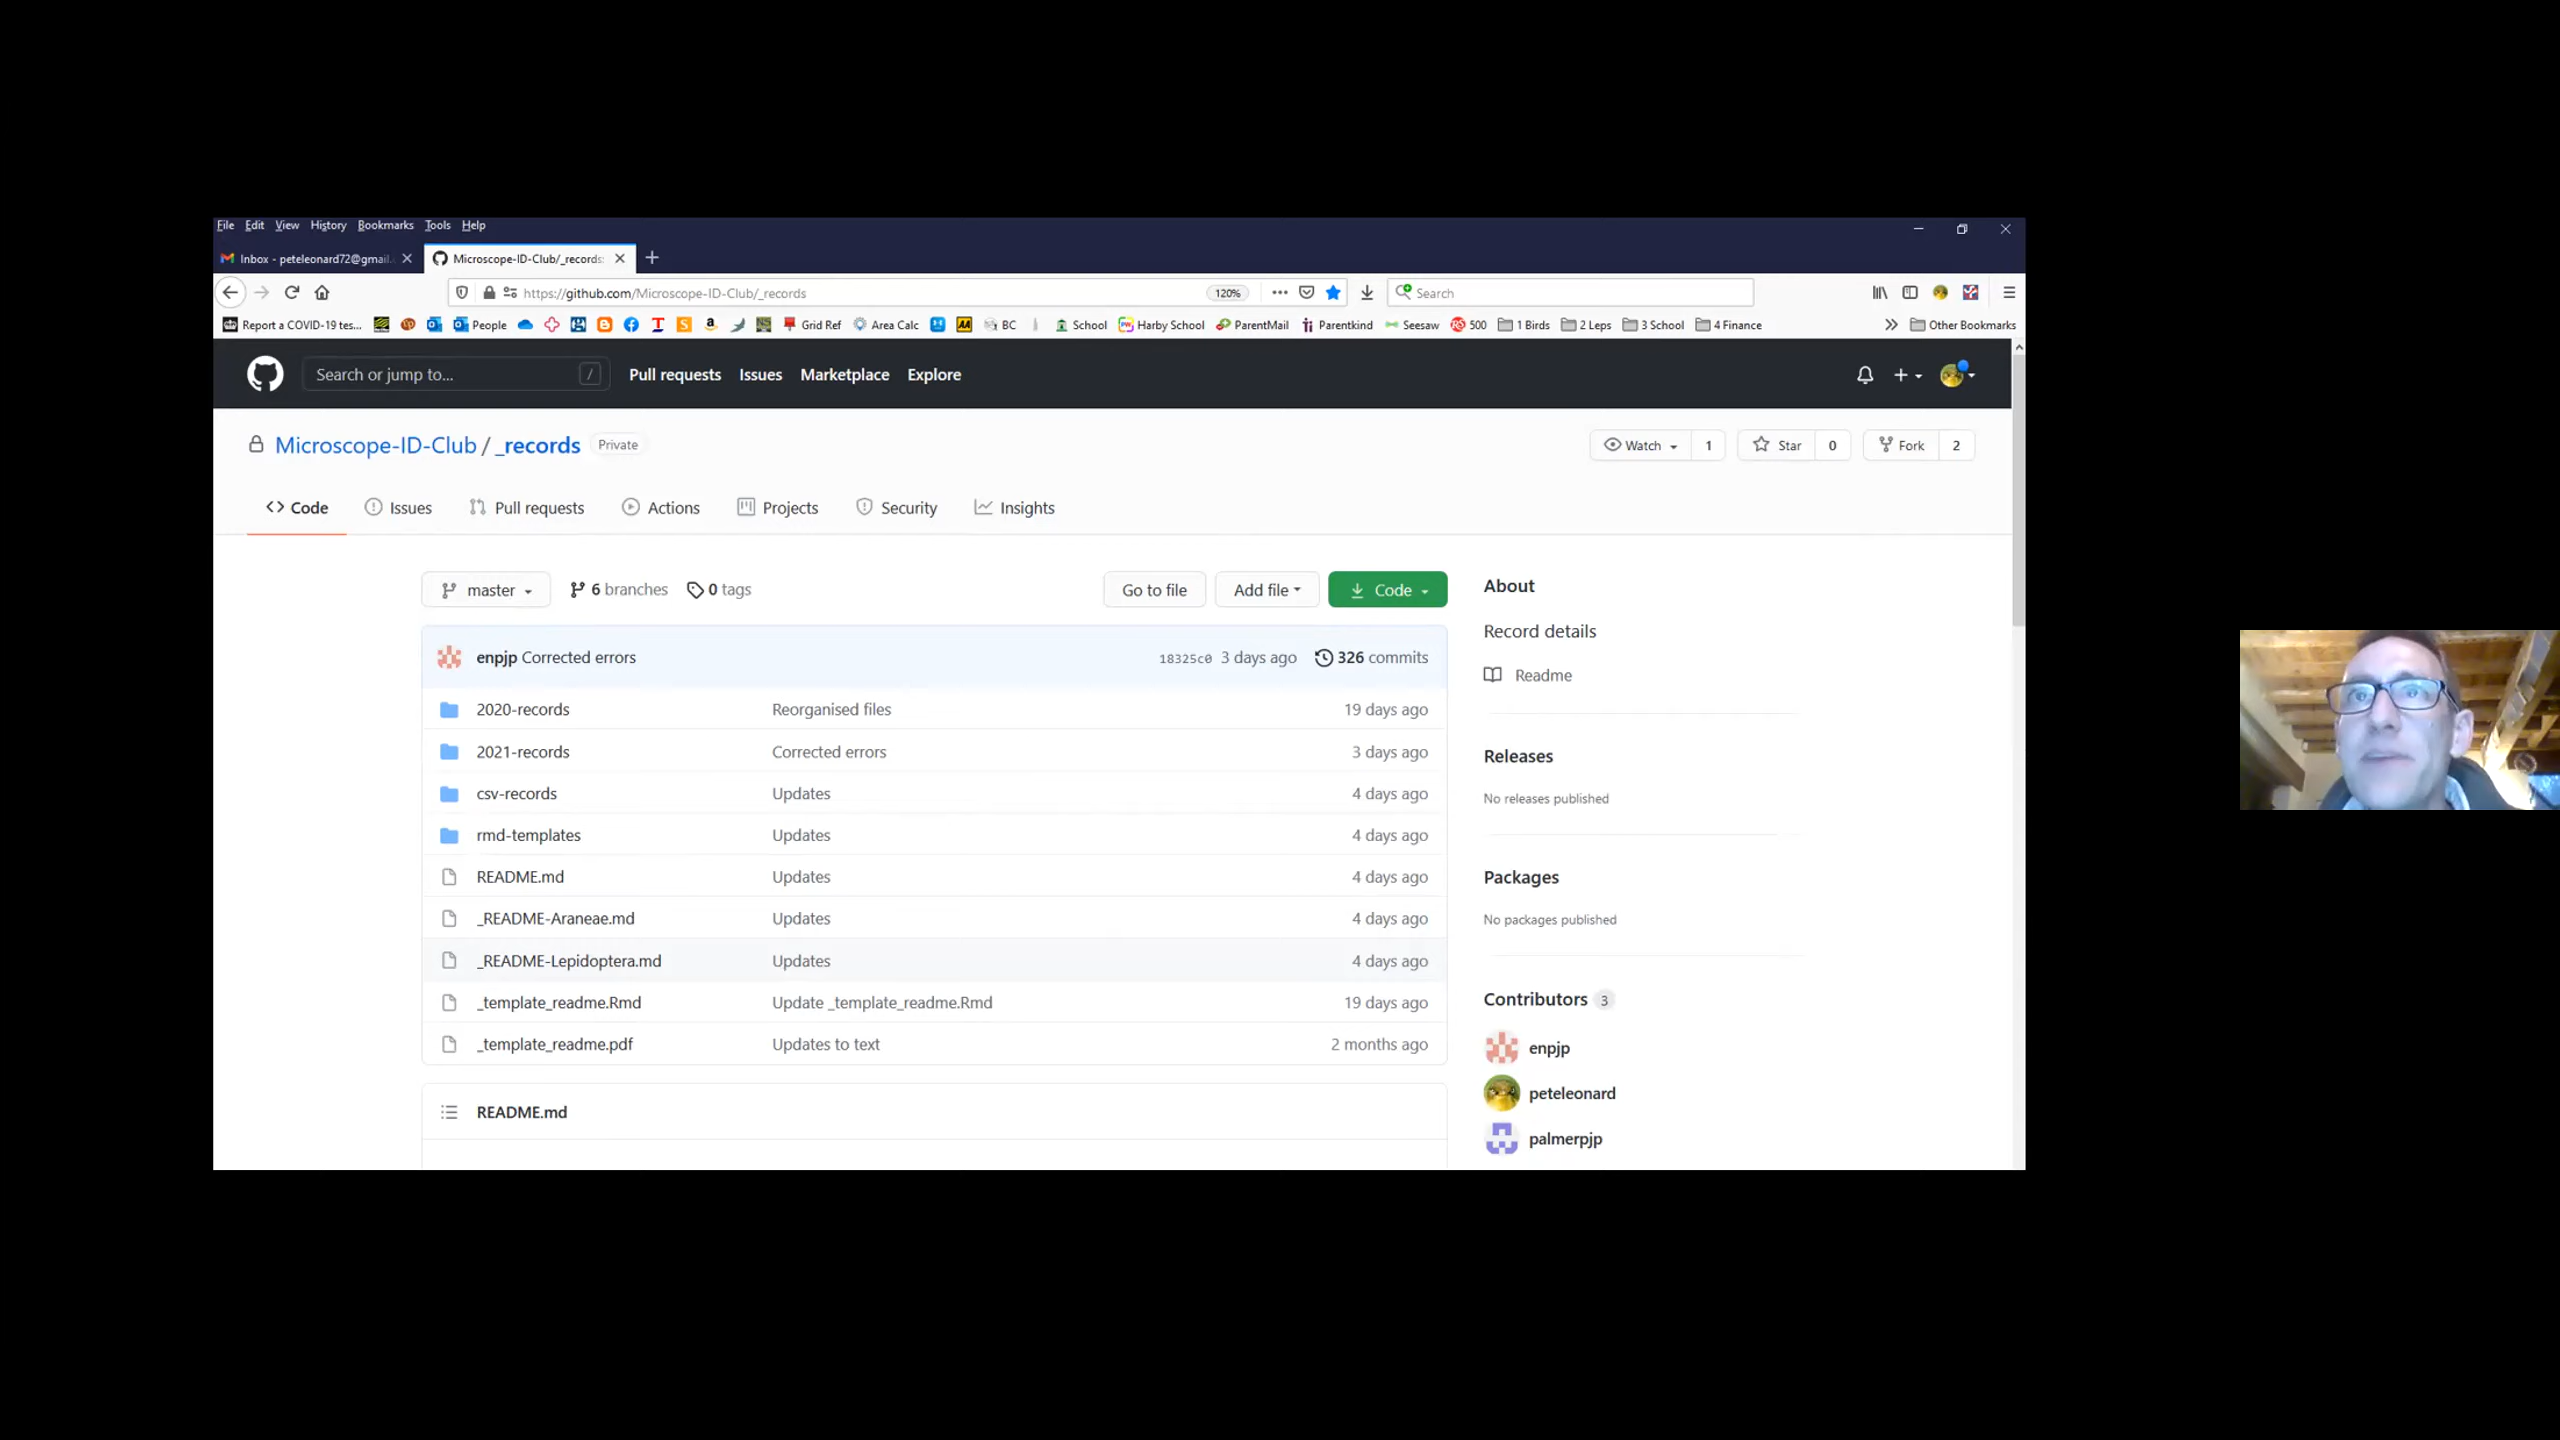 File Edit View History Bookmarks Tools Help
Inbox - peteleonard72@gmail. Microscope-ID-Club/_records:
https://github.com/Microscope-ID-Club/_records 120% Search
Report a COVID-19 tes... People Grid Ref Area Calc BC School Harby School ParentMail Parentkind Seesaw 500 1 Birds 2 Leps 3 School 4 Finance Other Bookmarks
Search or jump to... / Pull requests Issues Marketplace Explore
Microscope-ID-Club / _records Private Watch 1 Star 0 Fork 2
Code Issues Pull requests Actions Projects Security Insights
master 6 branches 0 tags Go to file Add file Code
enpjp Corrected errors 18325c0 3 days ago 326 commits
2020-records Reorganised files 19 days ago
2021-records Corrected errors 3 days ago
csv-records Updates 4 days ago
rmd-templates Updates 4 days ago
README.md Updates 4 days ago
_README-Araneae.md Updates 4 days ago
_README-Lepidoptera.md Updates 4 days ago
_template_readme.Rmd Update _template_readme.Rmd 19 days ago
_template_readme.pdf Updates to text 2 months ago
README.md
About
Record details
Readme
Releases
No releases published
Packages
No packages published
Contributors 3
enpjp
peteleonard
palmerpjp